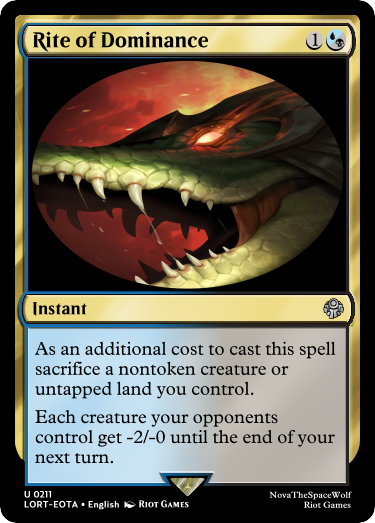 Rite of Dominance 1
Instant
As an additional cost to cast this spell
sacrifice a nontoken creature or
untapped land you control.
Each creature your opponents
control get -2/-0 until the end of your
next turn.
U 0211
LORT-EOTA • English Riot Games
NovaTheSpaceWolf
Riot Games